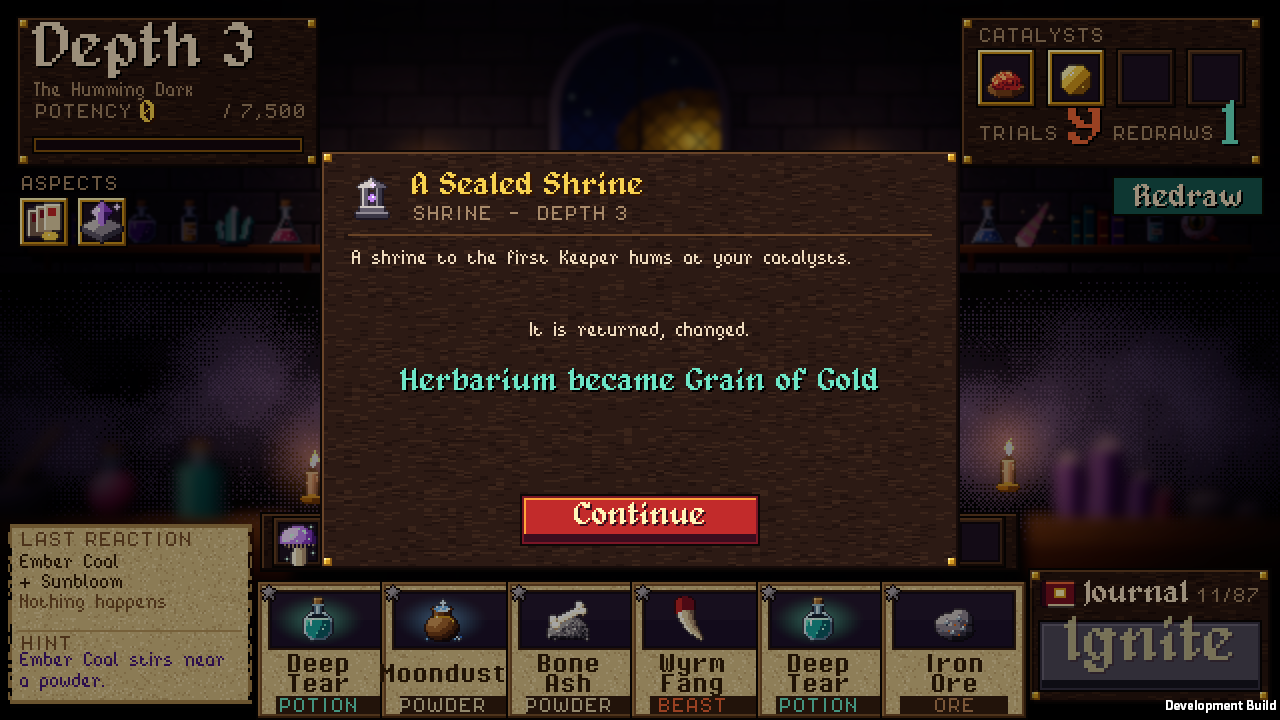 Depth 3
The Humming Dark
POTENCY 0 / 7,500
ASPECTS
CATALYSTS
TRIALS 9 REDRAWS 1
Redraw
A Sealed Shrine
SHRINE - DEPTH 3
A shrine to the first Keeper hums at your catalysts.
It is returned, changed.
Herbarium became Grain of Gold
Continue
LAST REACTION
Ember Coal
+ Sunbloom
Nothing happens
HINT
Ember Coal stirs near
a powder.
Deep
Tear
POTION
Moondust
POWDER
Bone
Ash
POWDER
Wyrm
Fang
BEAST
Deep
Tear
POTION
Iron
Ore
ORE
Journal 11/87
Ignite
Development Build